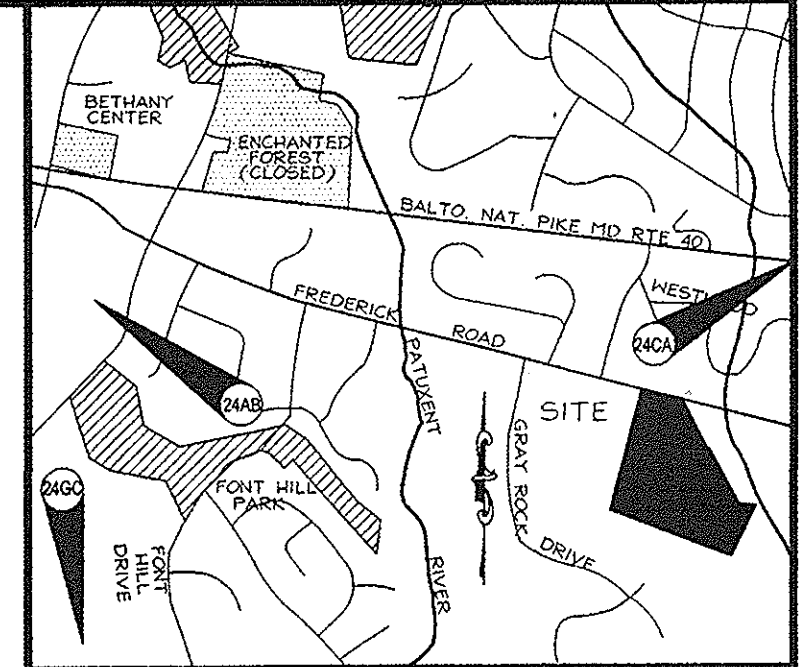 BETHANY
CENTER
ENCHANTED
FOREST
(CLOSED)
BALTO. NAT. PIKE MD RTE 40
FREDERICK
ROAD
24CA
PATUXENT
24AB
SITE
GRAY ROCK
24GC
FONT HILL
PARK
DRIVE
FONT
HILL
DRIVE
RIVER